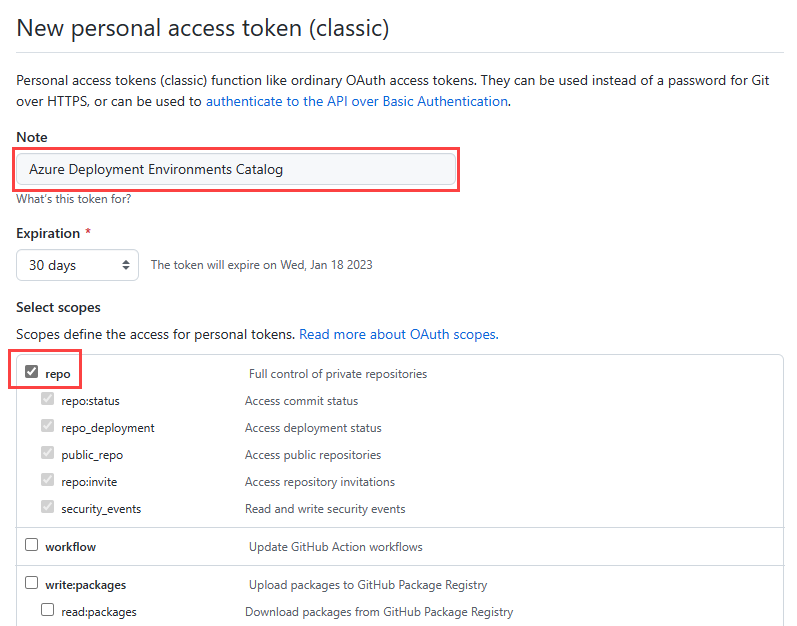 New personal access token (classic)
Personal access tokens (classic) function like ordinary OAuth access tokens. They can be used instead of a password for Git
over HTTPS, or can be used to authenticate to the API over Basic Authentication.
Note
Azure Deployment Environments Catalog
What's this token for?
Expiration *
30 days The token will expire on Wed, Jan 18 2023
Select scopes
Scopes define the access for personal tokens. Read more about OAuth scopes.
repo Full control of private repositories
repo:status Access commit status
repo_deployment Access deployment status
public_repo Access public repositories
repo:invite Access repository invitations
security_events Read and write security events
workflow Update GitHub Action workflows
write:packages Upload packages to GitHub Package Registry
read:packages Download packages from GitHub Package Registry